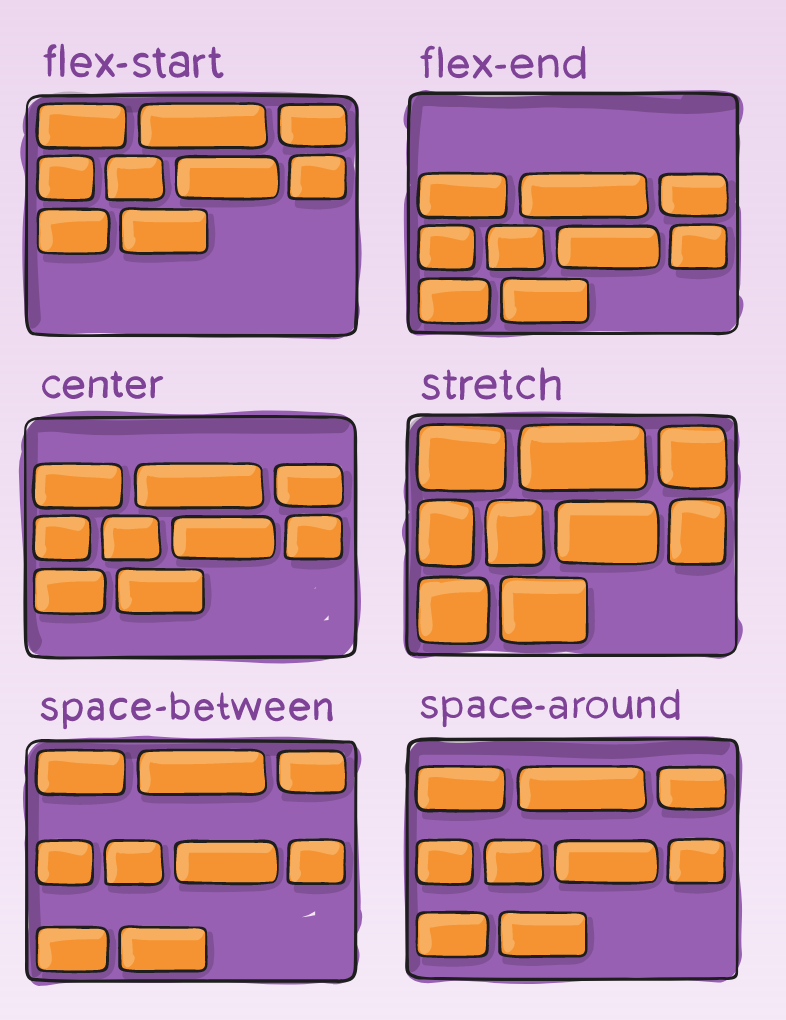 flex-start
flex-end
center
stretch
space-between
space-around